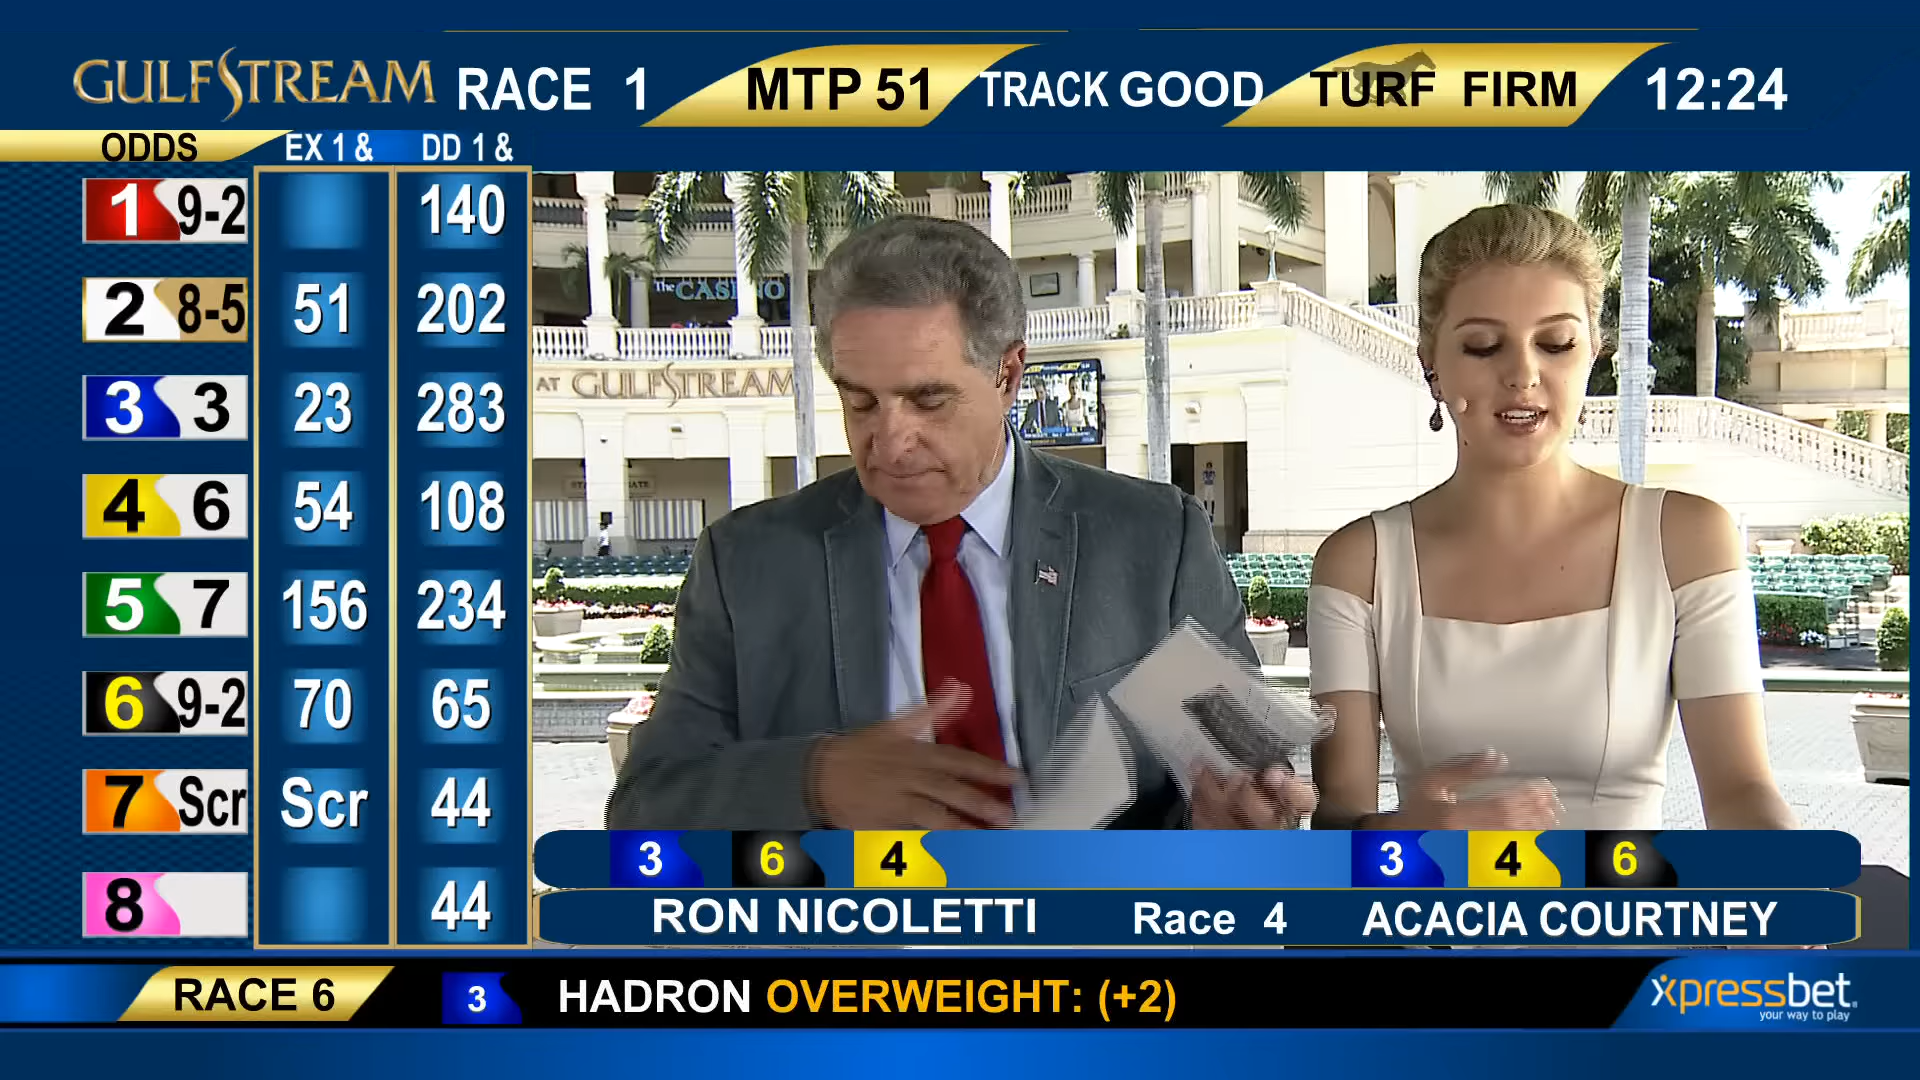 GULFSTREAM RACE 1 MTP 51 TRACK GOOD TURF FIRM 12:24
ODDS EX 1 & DD 1 &
1 9-2 140
2 8-5 51 202
3 3 23 283
4 6 54 108
5 7 156 234
6 9-2 70 65
7 Scr Scr 44
8 44
The CASINO
AT GULFSTREAM
3 6 4 3 4 6
RON NICOLETTI Race 4 ACACIA COURTNEY
RACE 6 3 HADRON OVERWEIGHT: (+2)
xpressbet
your way to play